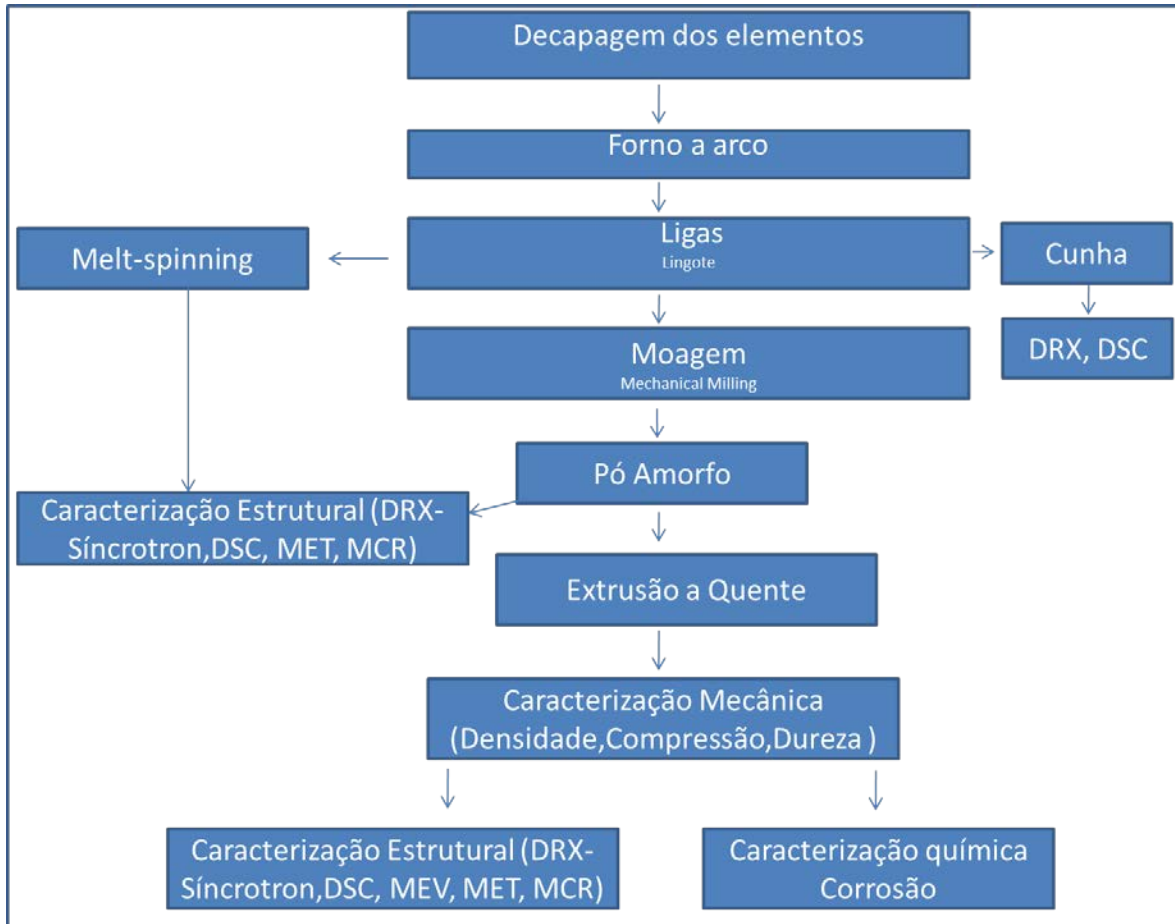 Decapagem dos elementos
Forno a arco
Ligas
Lingote
Melt-spinning
Cunha
DRX, DSC
Moagem
Mechanical Milling
Pó Amorfo
Caracterização Estrutural (DRX-
Síncrotron,DSC, MET, MCR)
Extrusão a Quente
Caracterização Mecânica
(Densidade,Compressão,Dureza )
Caracterização Estrutural (DRX-
Síncrotron,DSC, MEV, MET, MCR)
Caracterização química
Corrosão